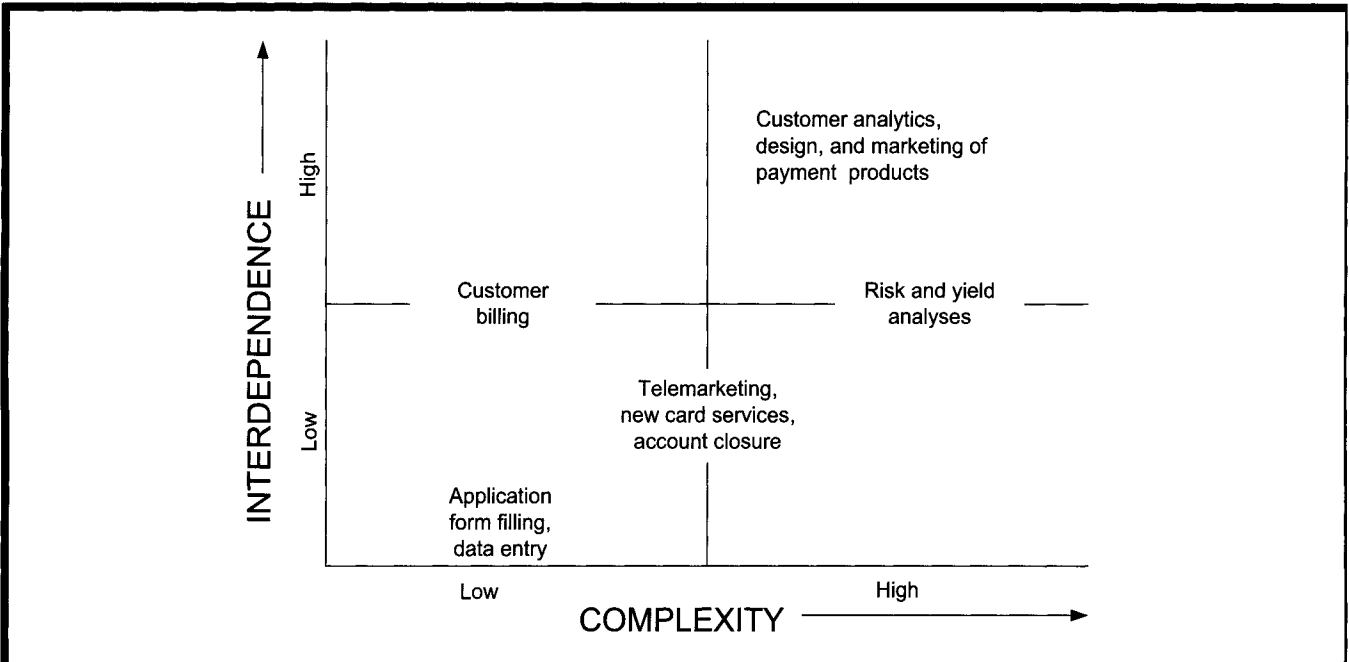 INTERDEPENDENCE
High
Low
Customer analytics,
design, and marketing of
payment products
Customer
billing
Risk and yield
analyses
Telemarketing,
new card services,
account closure
Application
form filling,
data entry
Low
High
COMPLEXITY